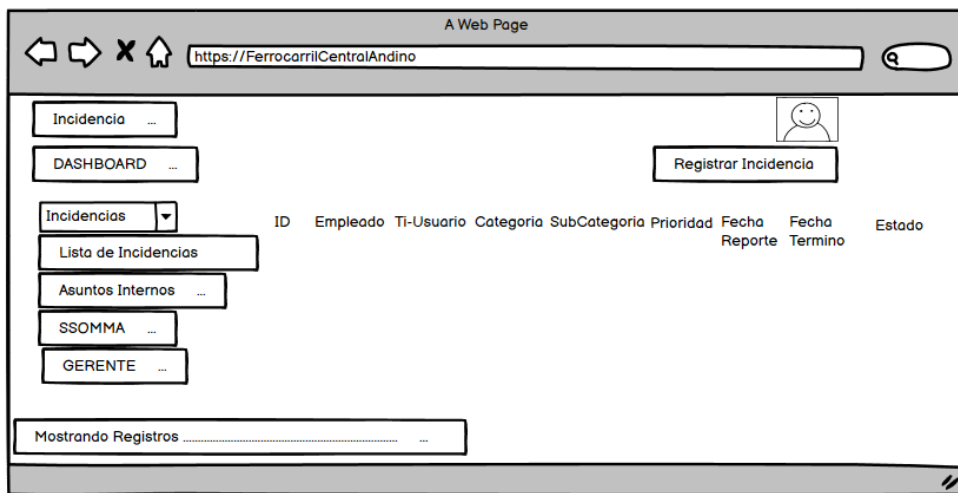 A Web Page
https://FerrocarrilCentralAndino
Incidencia ...
DASHBOARD ...
Registrar Incidencia
Incidencias
ID Empleado Ti-Usuario Categoria SubCategoria Prioridad Fecha Reporte Fecha Termino Estado
Lista de Incidencias
Asuntos Internos ...
SSOMMA ...
GERENTE ...
Mostrando Registros ................................................................................ ...